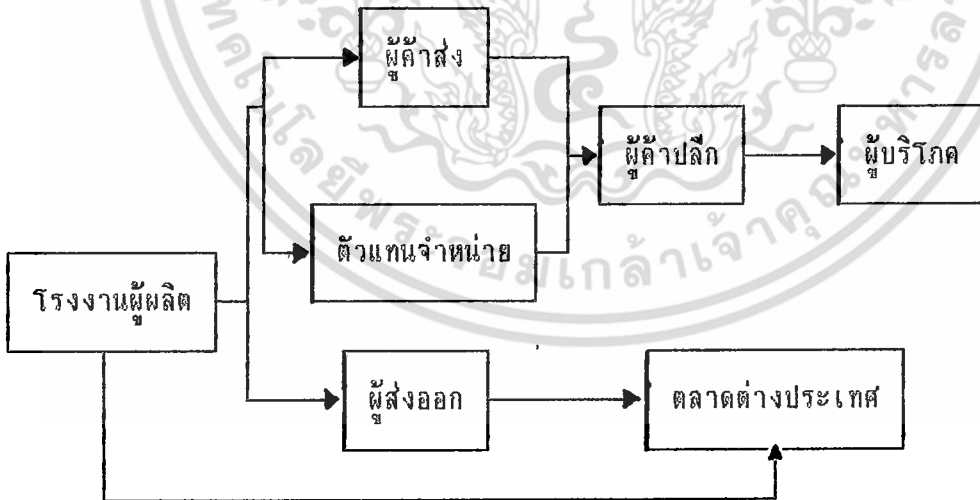 ผู้ค้าส่ง
ผู้ค้าปลีก
ผู้บริโภค
ตัวแทนจำหน่าย
โรงงานผู้ผลิต
ผู้ส่งออก
ตลาดต่างประเทศ